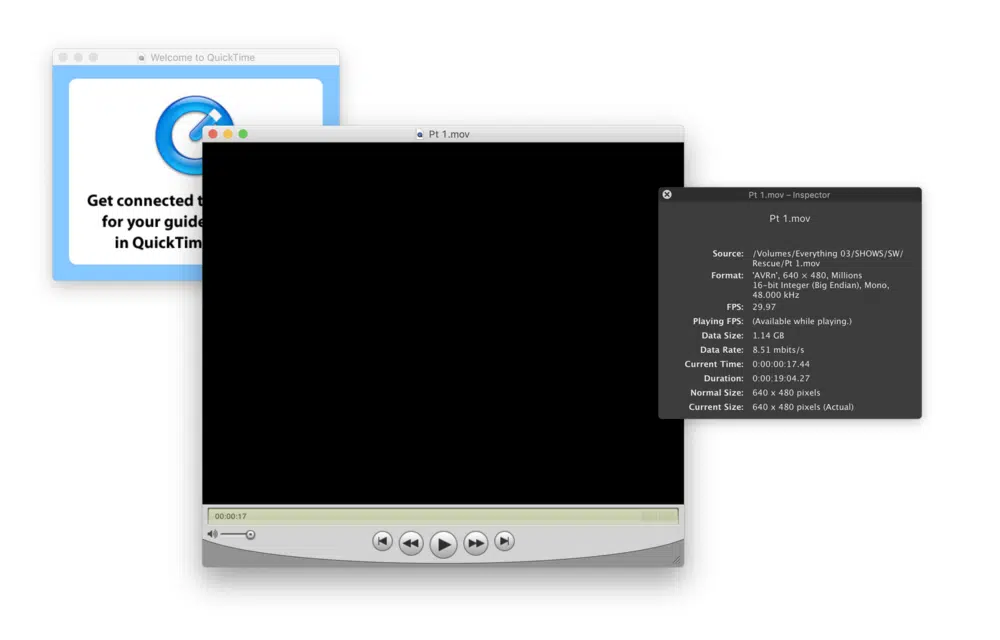 Welcome to QuickTime
Get connected t
for your guide
in QuickTim
Pt 1.mov
00:00:17
Pt 1.mov – Inspector
Pt 1.mov
Source: /Volumes/Everything 03/SHOWS/SW/
Rescue/Pt 1.mov
Format: 'AVRn', 640 × 480, Millions
16-bit Integer (Big Endian), Mono,
48.000 kHz
FPS: 29.97
Playing FPS: (Available while playing.)
Data Size: 1.14 GB
Data Rate: 8.51 mbits/s
Current Time: 0:00:00:17.44
Duration: 0:00:19:04.27
Normal Size: 640 x 480 pixels
Current Size: 640 x 480 pixels (Actual)